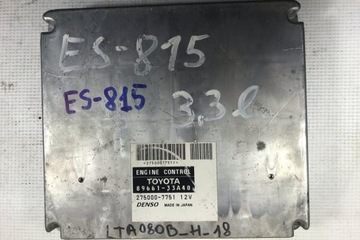 ES-815
ES-815 3,3l
*2750007751*
ENGINE CONTROL
TOYOTA
89661-33A40
275000-7751 12V
DENSO MADE IN JAPAN
LTA080B_H_18